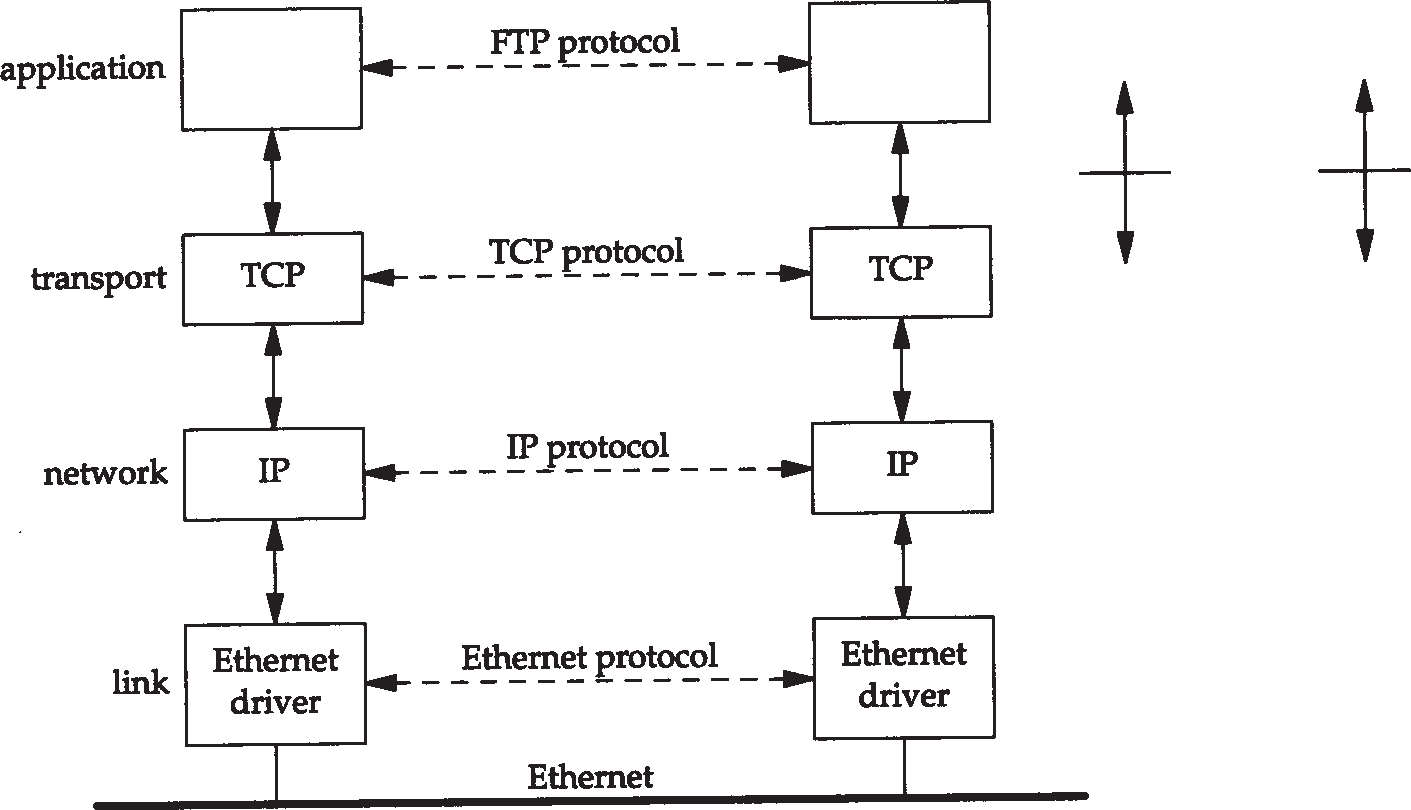 FTP protocol
application
TCP protocol
transport
TCP
TCP
IP protocol
network
IP
IP
Ethernet protocol
link
Ethernet
driver
Ethernet
driver
Ethernet